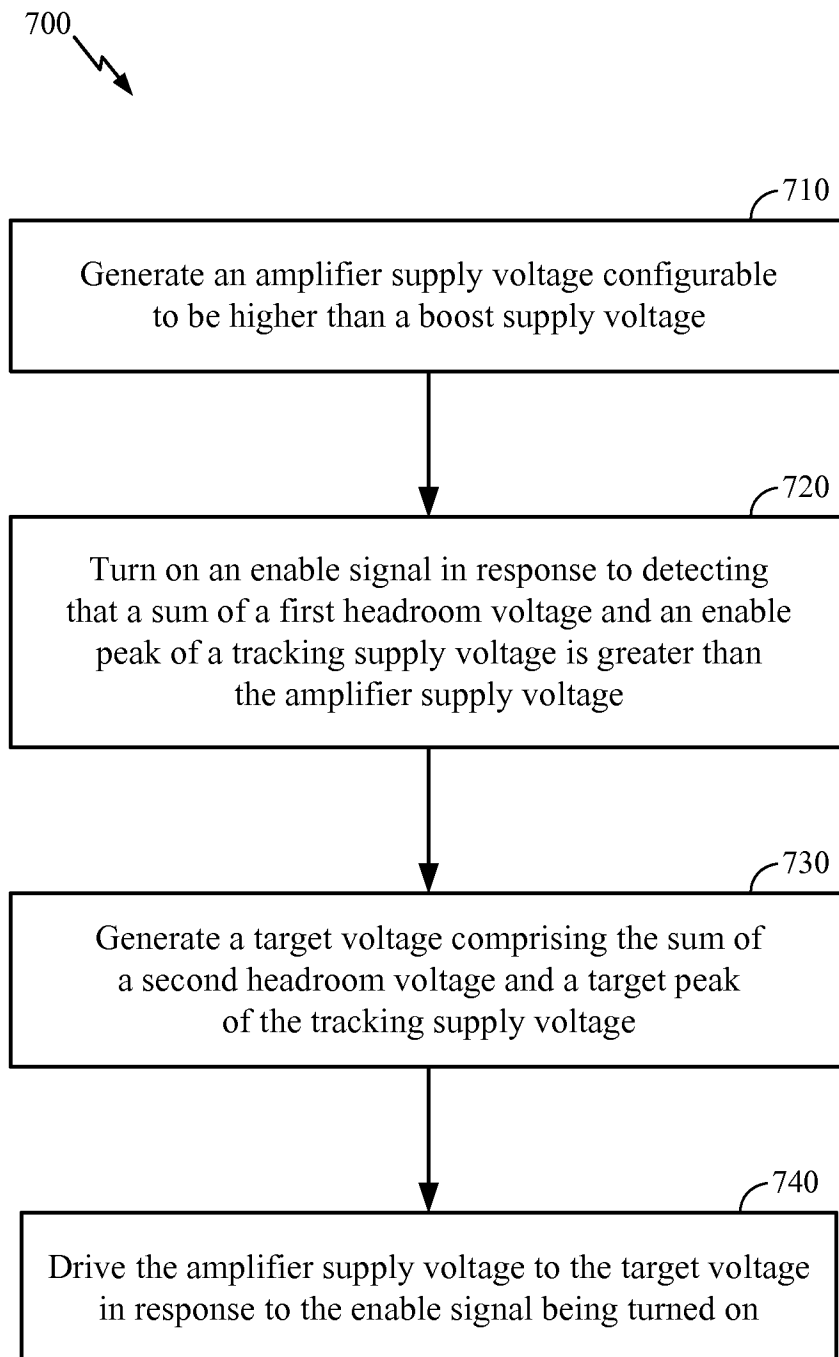 700
710
Generate an amplifier supply voltage configurable
to be higher than a boost supply voltage
720
Turn on an enable signal in response to detecting
that a sum of a first headroom voltage and an enable
peak of a tracking supply voltage is greater than
the amplifier supply voltage
730
Generate a target voltage comprising the sum of
a second headroom voltage and a target peak
of the tracking supply voltage
740
Drive the amplifier supply voltage to the target voltage
in response to the enable signal being turned on